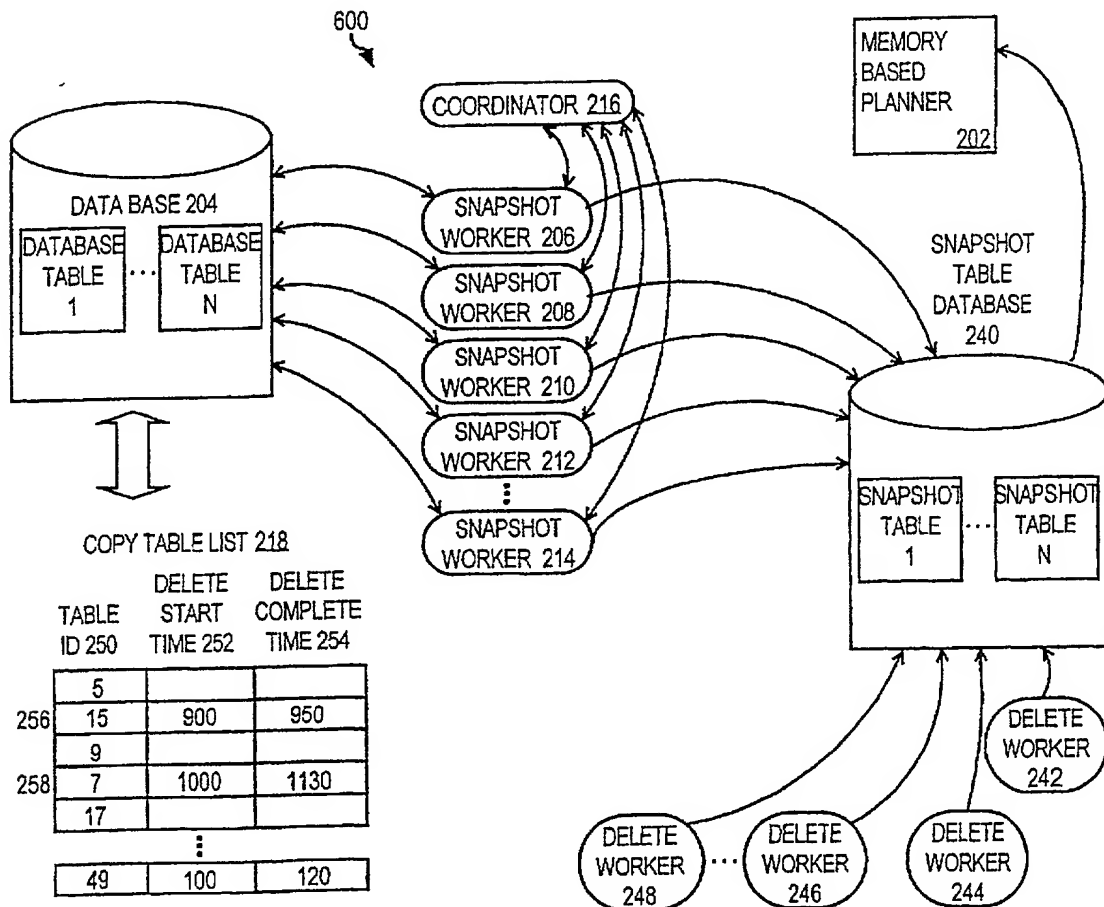 600
MEMORY
BASED
PLANNER
202
COORDINATOR 216
DATA BASE 204
DATABASE
TABLE
1
...
DATABASE
TABLE
N
SNAPSHOT
WORKER 206
SNAPSHOT
WORKER 208
SNAPSHOT
WORKER 210
SNAPSHOT
WORKER 212
SNAPSHOT
WORKER 214
SNAPSHOT
TABLE
DATABASE
240
SNAPSHOT
TABLE
1
...
SNAPSHOT
TABLE
N
COPY TABLE LIST 218
TABLE
ID 250
DELETE
START
TIME 252
DELETE
COMPLETE
TIME 254
5
256 15 900 950
9
258 7 1000 1130
17
49 100 120
DELETE
WORKER
242
DELETE
WORKER
244
DELETE
WORKER
246
...
DELETE
WORKER
248